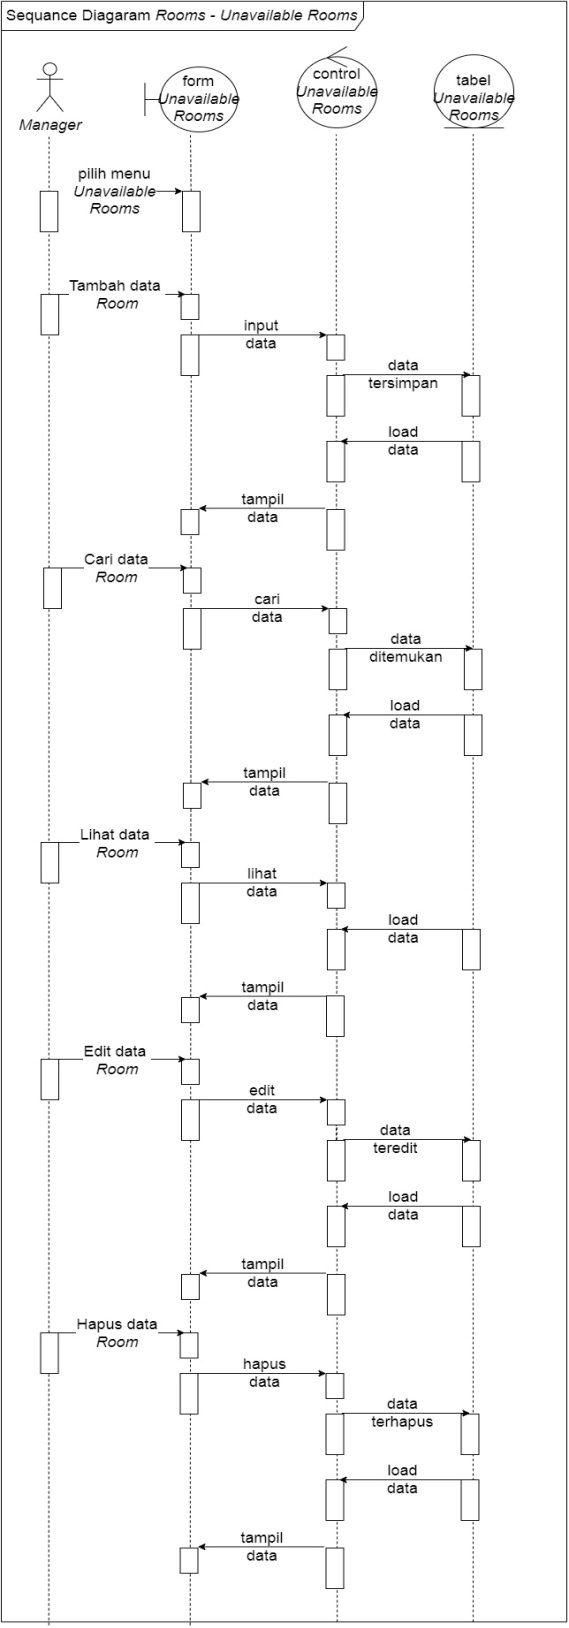 Sequance Diagaram Rooms - Unavailable Rooms
Manager
form
Unavailable
Rooms
control
Unavailable
Rooms
tabel
Unavailable
Rooms
pilih menu
Unavailable
Rooms
Tambah data
Room
input
data
data
tersimpan
load
data
tampil
data
Cari data
Room
cari
data
data
ditemukan
load
data
tampil
data
Lihat data
Room
lihat
data
load
data
tampil
data
Edit data
Room
edit
data
data
teredit
load
data
tampil
data
Hapus data
Room
hapus
data
data
terhapus
load
data
tampil
data